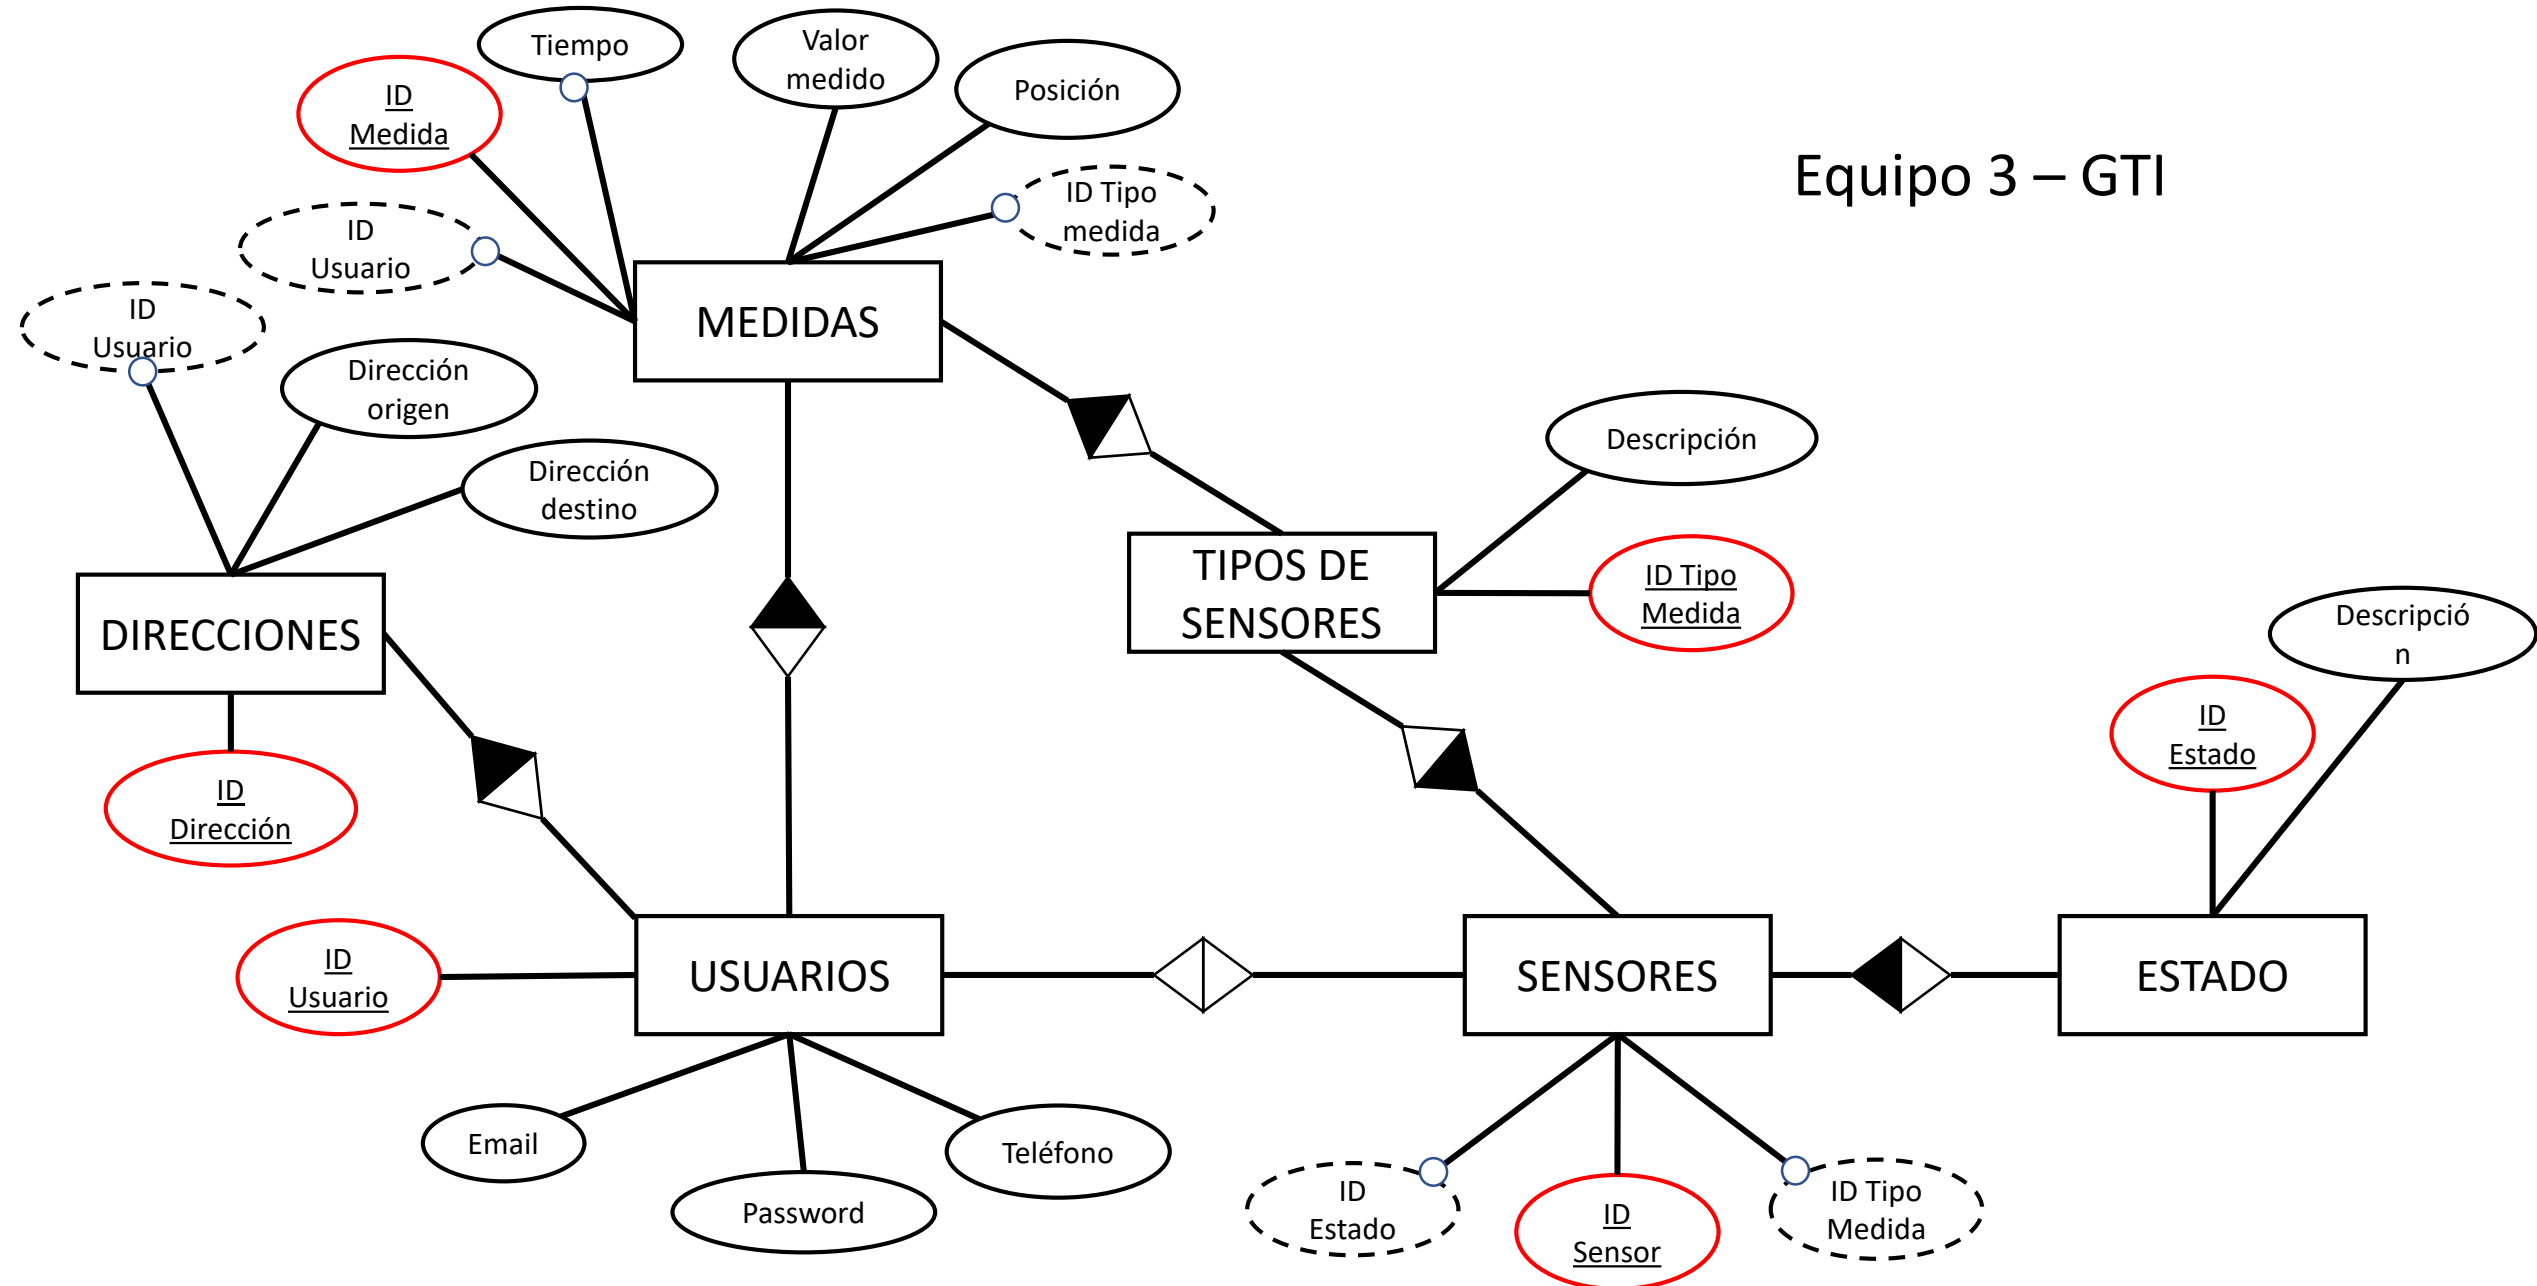 Tiempo
Valor
medido
Posición
ID
Medida
ID Tipo
medida
Equipo 3 – GTI
ID
Usuario
ID
Usuario
MEDIDAS
Dirección
origen
Dirección
destino
Descripción
TIPOS DE
SENSORES
ID Tipo
Medida
DIRECCIONES
Descripció
n
ID
Estado
ID
Dirección
ID
Usuario
USUARIOS
SENSORES
ESTADO
Email
Password
Teléfono
ID
Estado
ID
Sensor
ID Tipo
Medida